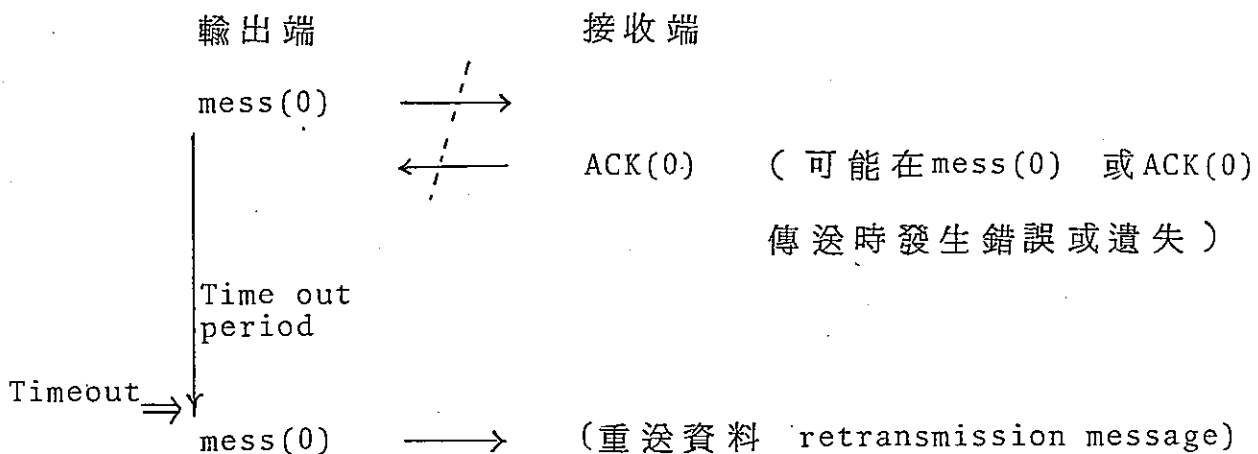 輸出端 接收端
mess(0)
ACK(0) (可能在mess(0) 或ACK(0)
傳送時發生錯誤或遺失)
Time out
period
Timeout
mess(0) (重送資料 retransmission message)